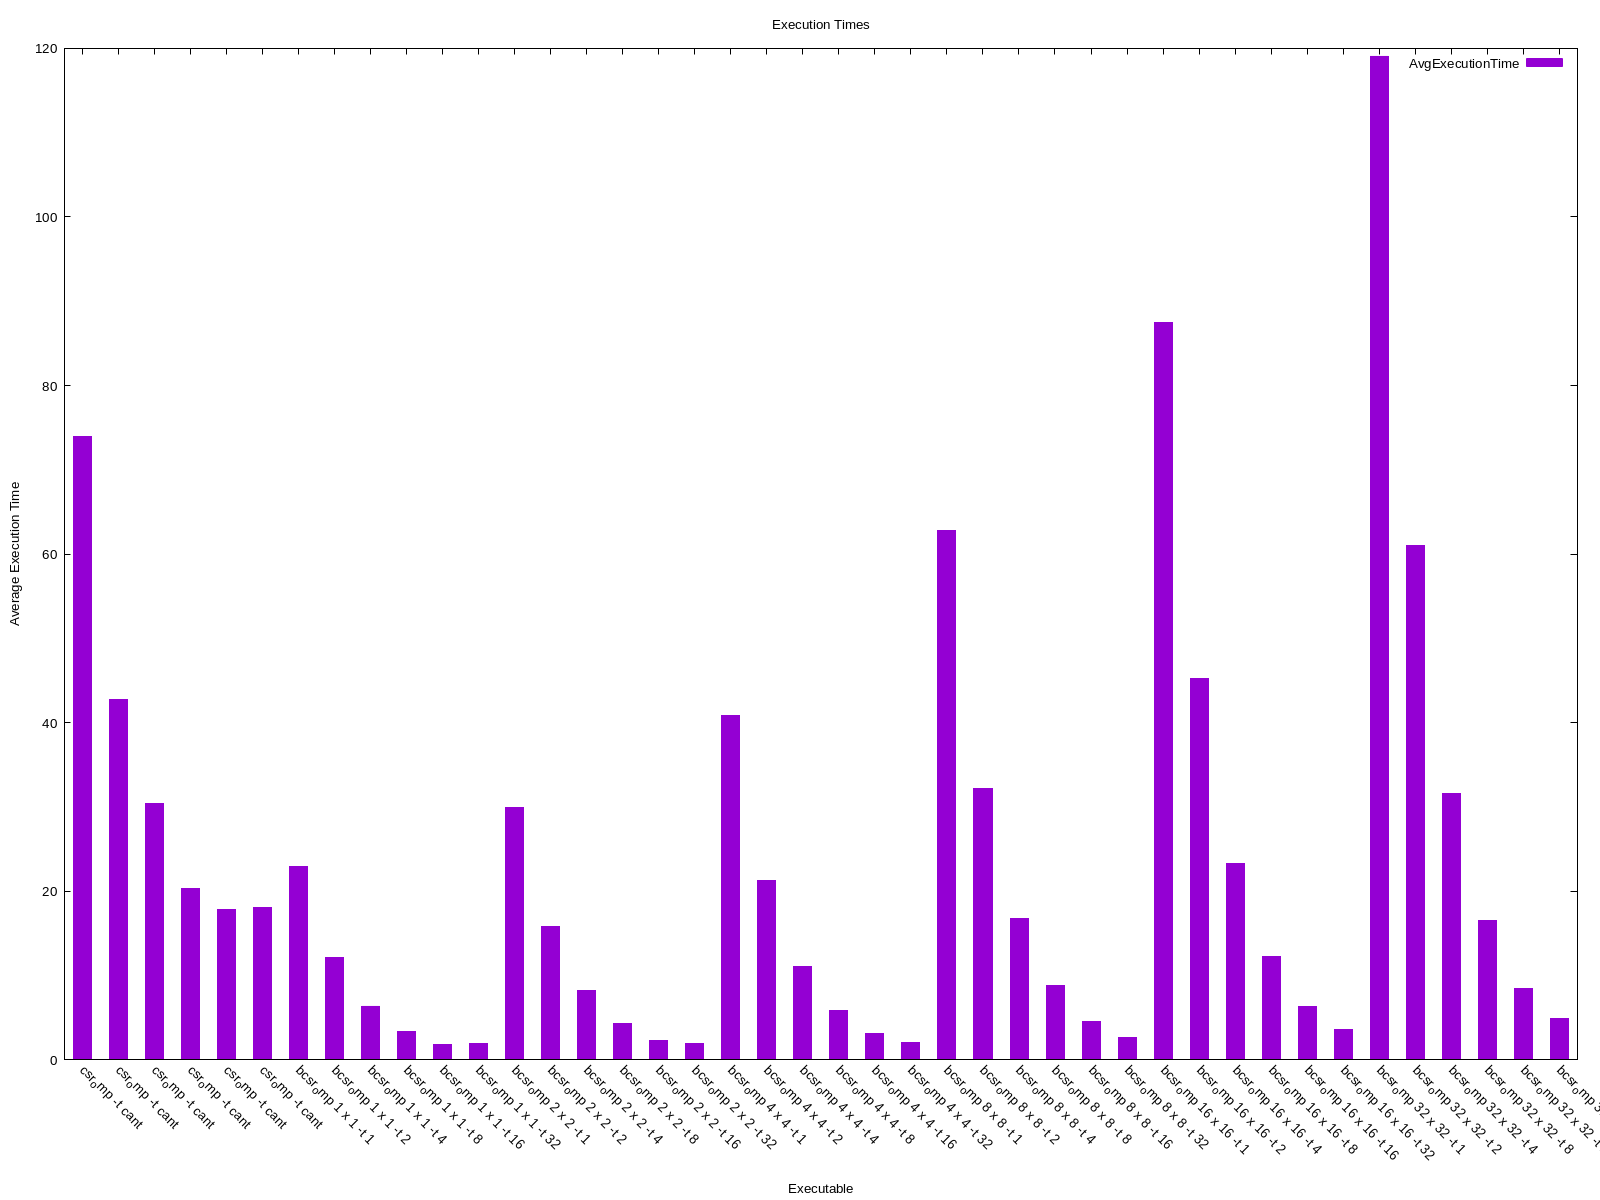 Execution Times
AvgExecutionTime
120
100
80
60
40
20
0
Average Execution Time
csr_omp -t cant
csr_omp -t cant
csr_omp -t cant
csr_omp -t cant
csr_omp -t cant
csr_omp -t cant
bcsr_omp 1 x 1 -t 1
bcsr_omp 1 x 1 -t 2
bcsr_omp 1 x 1 -t 4
bcsr_omp 1 x 1 -t 8
bcsr_omp 1 x 1 -t 16
bcsr_omp 1 x 1 -t 32
bcsr_omp 2 x 2 -t 1
bcsr_omp 2 x 2 -t 2
bcsr_omp 2 x 2 -t 4
bcsr_omp 2 x 2 -t 8
bcsr_omp 2 x 2 -t 16
bcsr_omp 2 x 2 -t 32
bcsr_omp 4 x 4 -t 1
bcsr_omp 4 x 4 -t 2
bcsr_omp 4 x 4 -t 4
bcsr_omp 4 x 4 -t 8
bcsr_omp 4 x 4 -t 16
bcsr_omp 4 x 4 -t 32
bcsr_omp 8 x 8 -t 1
bcsr_omp 8 x 8 -t 2
bcsr_omp 8 x 8 -t 4
bcsr_omp 8 x 8 -t 8
bcsr_omp 8 x 8 -t 16
bcsr_omp 8 x 8 -t 32
bcsr_omp 16 x 16 -t 1
bcsr_omp 16 x 16 -t 2
bcsr_omp 16 x 16 -t 4
bcsr_omp 16 x 16 -t 8
bcsr_omp 16 x 16 -t 16
bcsr_omp 16 x 16 -t 32
bcsr_omp 32 x 32 -t 1
bcsr_omp 32 x 32 -t 2
bcsr_omp 32 x 32 -t 4
bcsr_omp 32 x 32 -t 8
bcsr_omp 32 x 32 -t
bcsr_omp
Executable